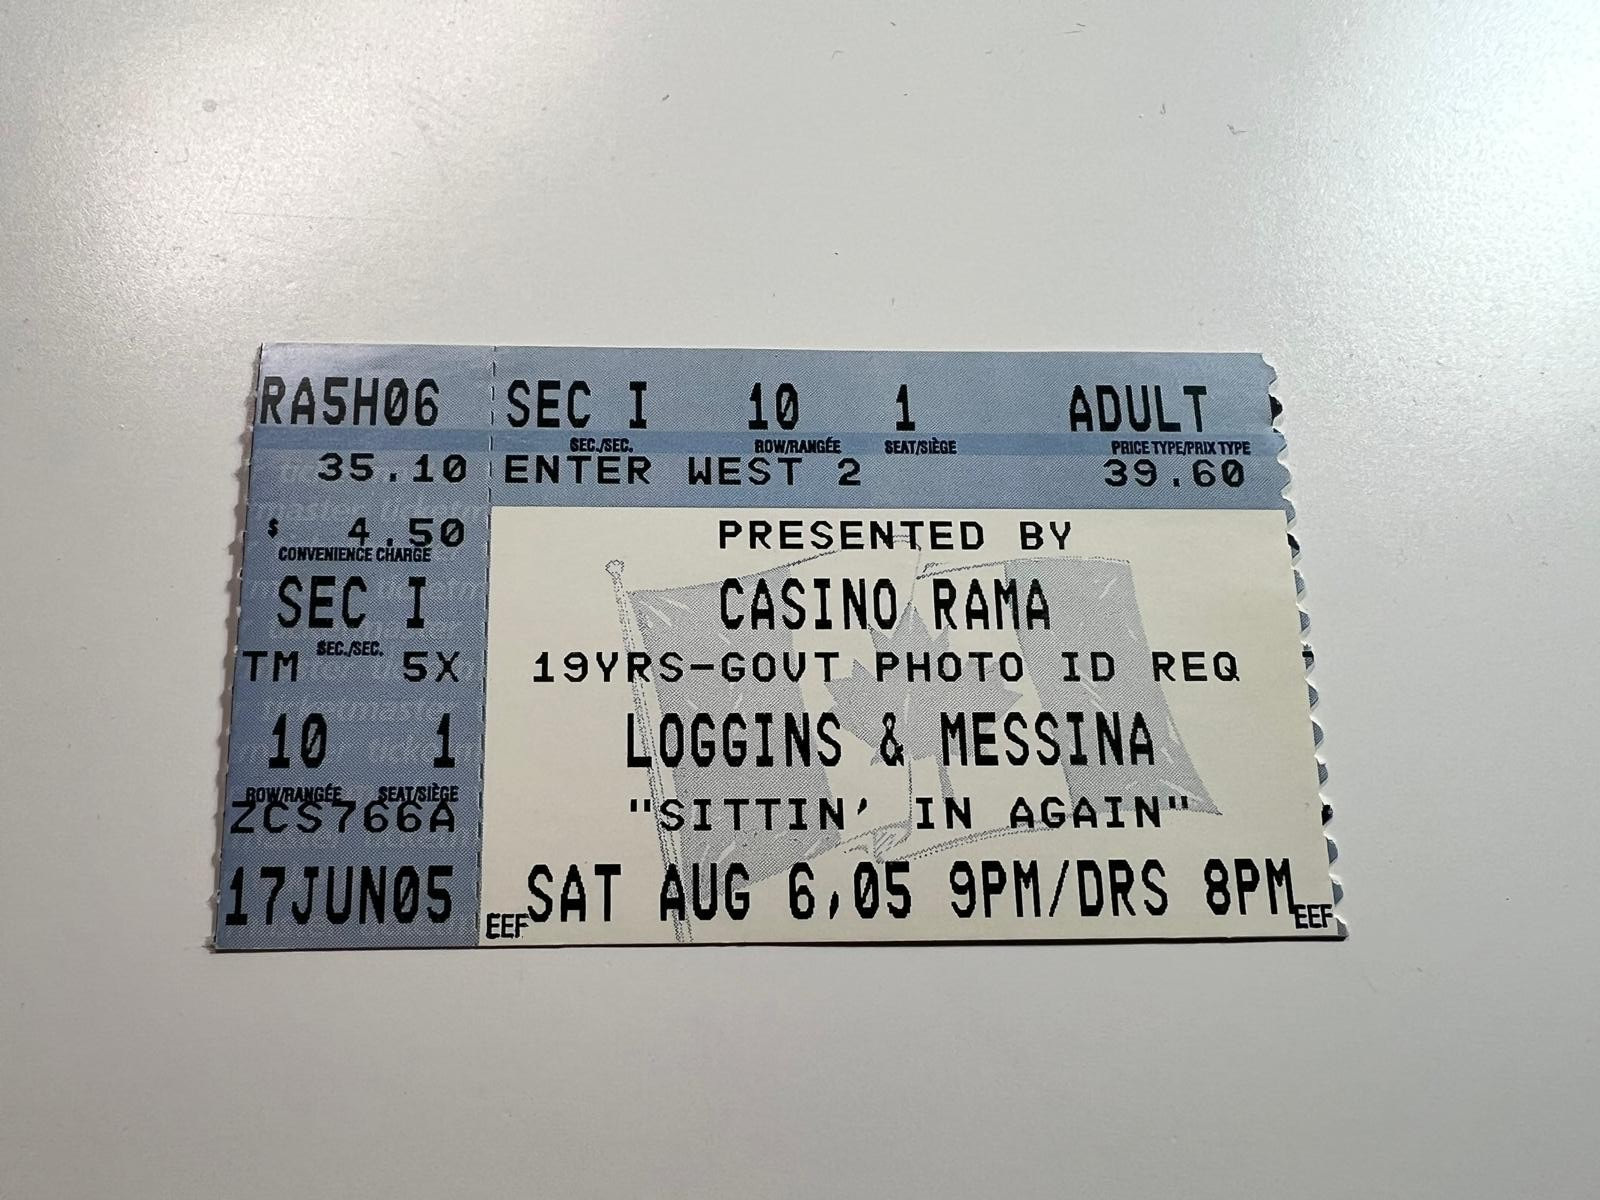 RA5H06
35.10
$ 4.50
CONVENIENCE CHARGE
SEC I
SEC./SEC.
TM 5X
10 1
ROW/RANGÉE SEAT/SIÈGE
ZCS766A
17JUN05
SEC I 10 1 ADULT
SEC./SEC. ROW/RANGÉE SEAT/SIÈGE PRICE TYPE/PRIX TYPE
ENTER WEST 2 39.60
PRESENTED BY
CASINO RAMA
19YRS-GOVT PHOTO ID REQ
LOGGINS & MESSINA
"SITTIN' IN AGAIN"
EEF SAT AUG 6,05 9PM/DRS 8PM EEF